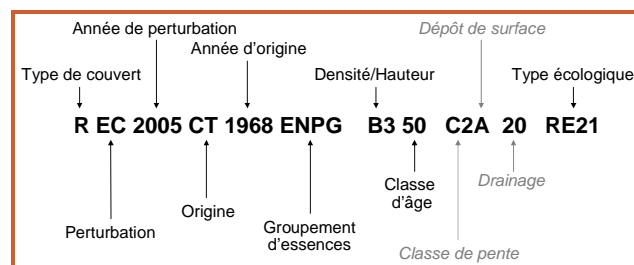 Année de perturbation
Dépôt de surface
Année d'origine
Type de couvert
Densité/Hauteur
Type écologique
R EC 2005 CT 1968 ENPG B3 50 C2A 20 RE21
Classe
d'âge
Drainage
Origine
Groupement
d'essences
Perturbation
Classe de pente